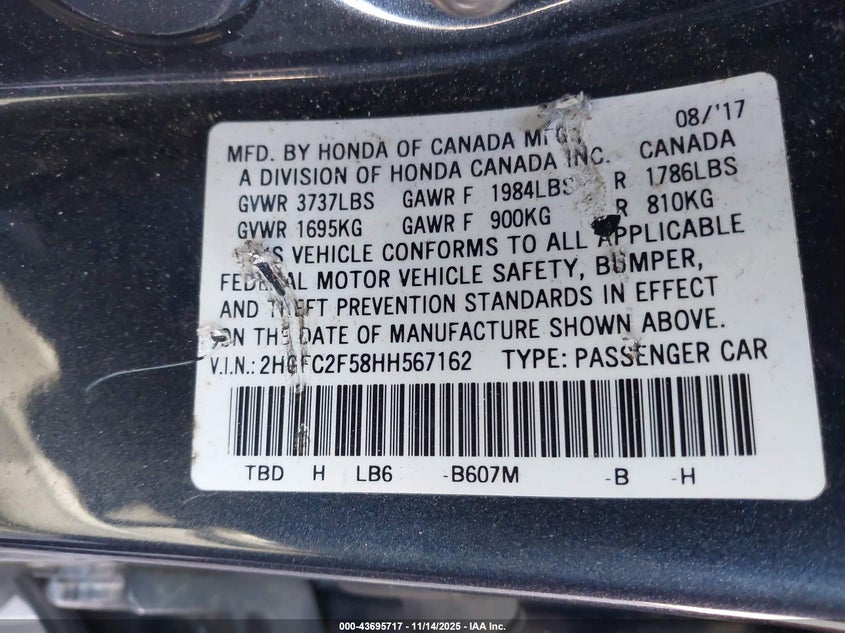 08/'17
MFD. BY HONDA OF CANADA MFG. CANADA
A DIVISION OF HONDA CANADA INC.
GVWR 3737LBS GAWR F 1984LBS R 1786LBS
GVWR 1695KG GAWR F 900KG R 810KG
VEHICLE CONFORMS TO ALL APPLICABLE
FEDERAL MOTOR VEHICLE SAFETY, BUMPER,
AND THEFT PREVENTION STANDARDS IN EFFECT
ON THE DATE OF MANUFACTURE SHOWN ABOVE.
V.I.N.: 2HGFC2F58HH567162 TYPE: PASSENGER CAR
TBD H LB6 -B607M -B -H
000-43695717 - 11/14/2025 - IAA Inc.